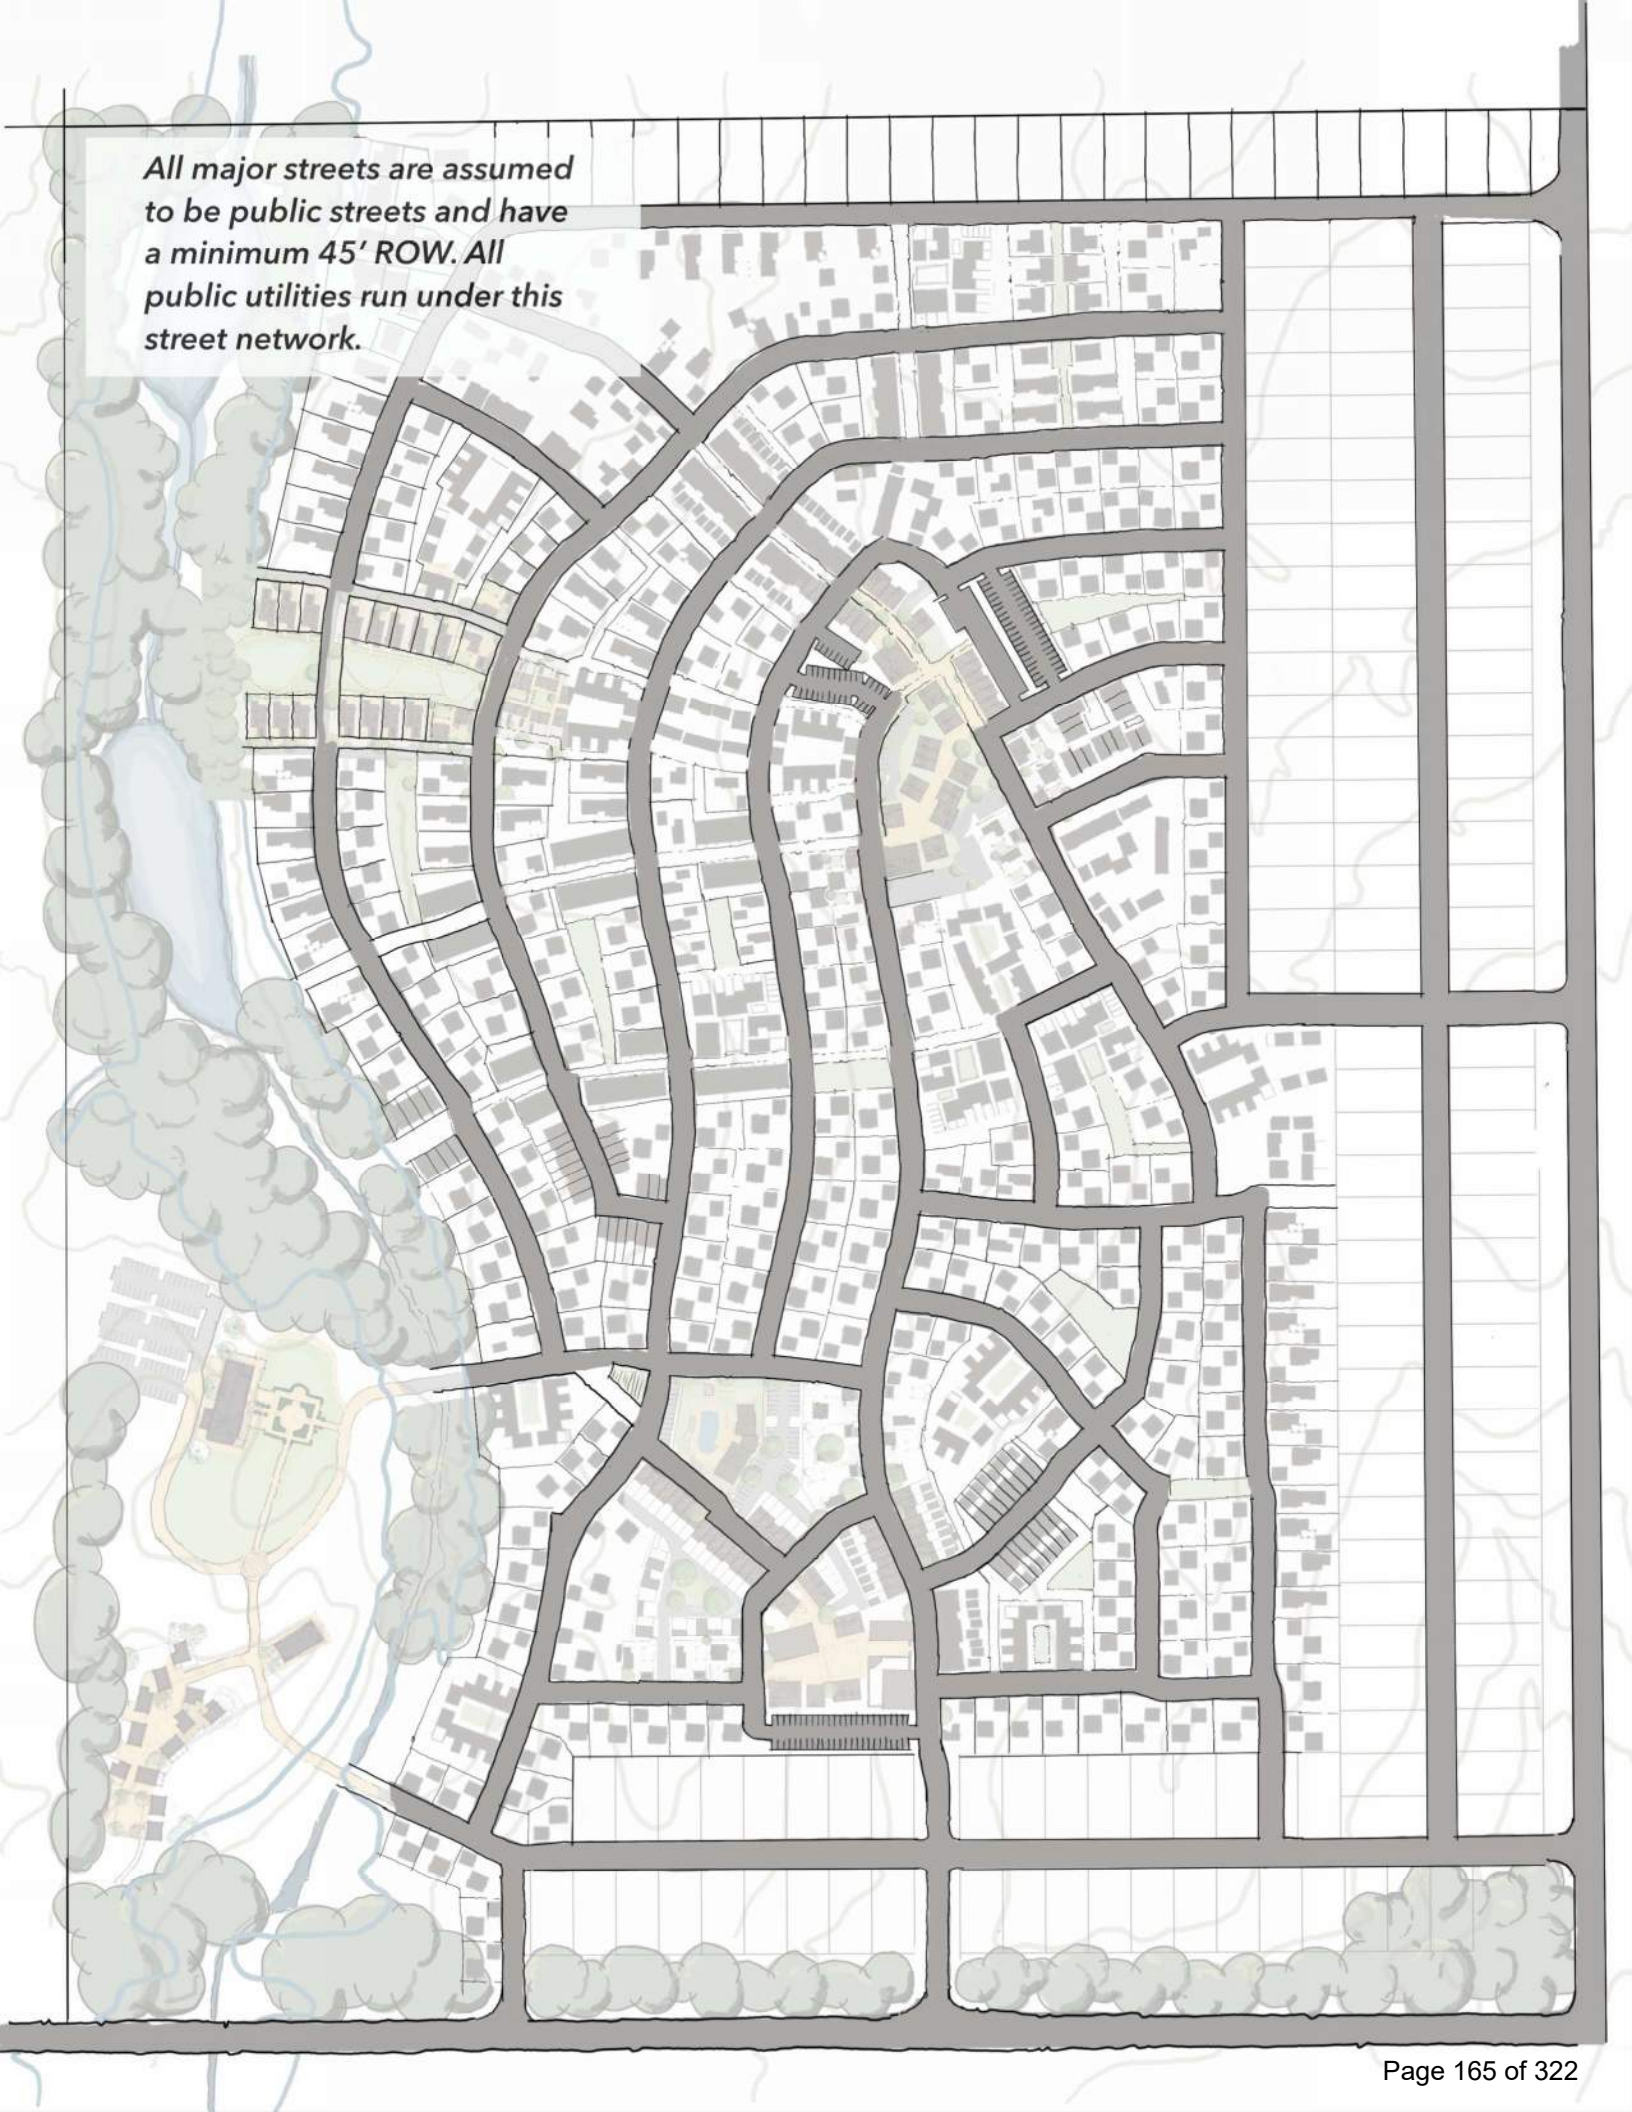 All major streets are assumed
to be public streets and have
a minimum 45' ROW. All
public utilities run under this
street network.
Page 165 of 322